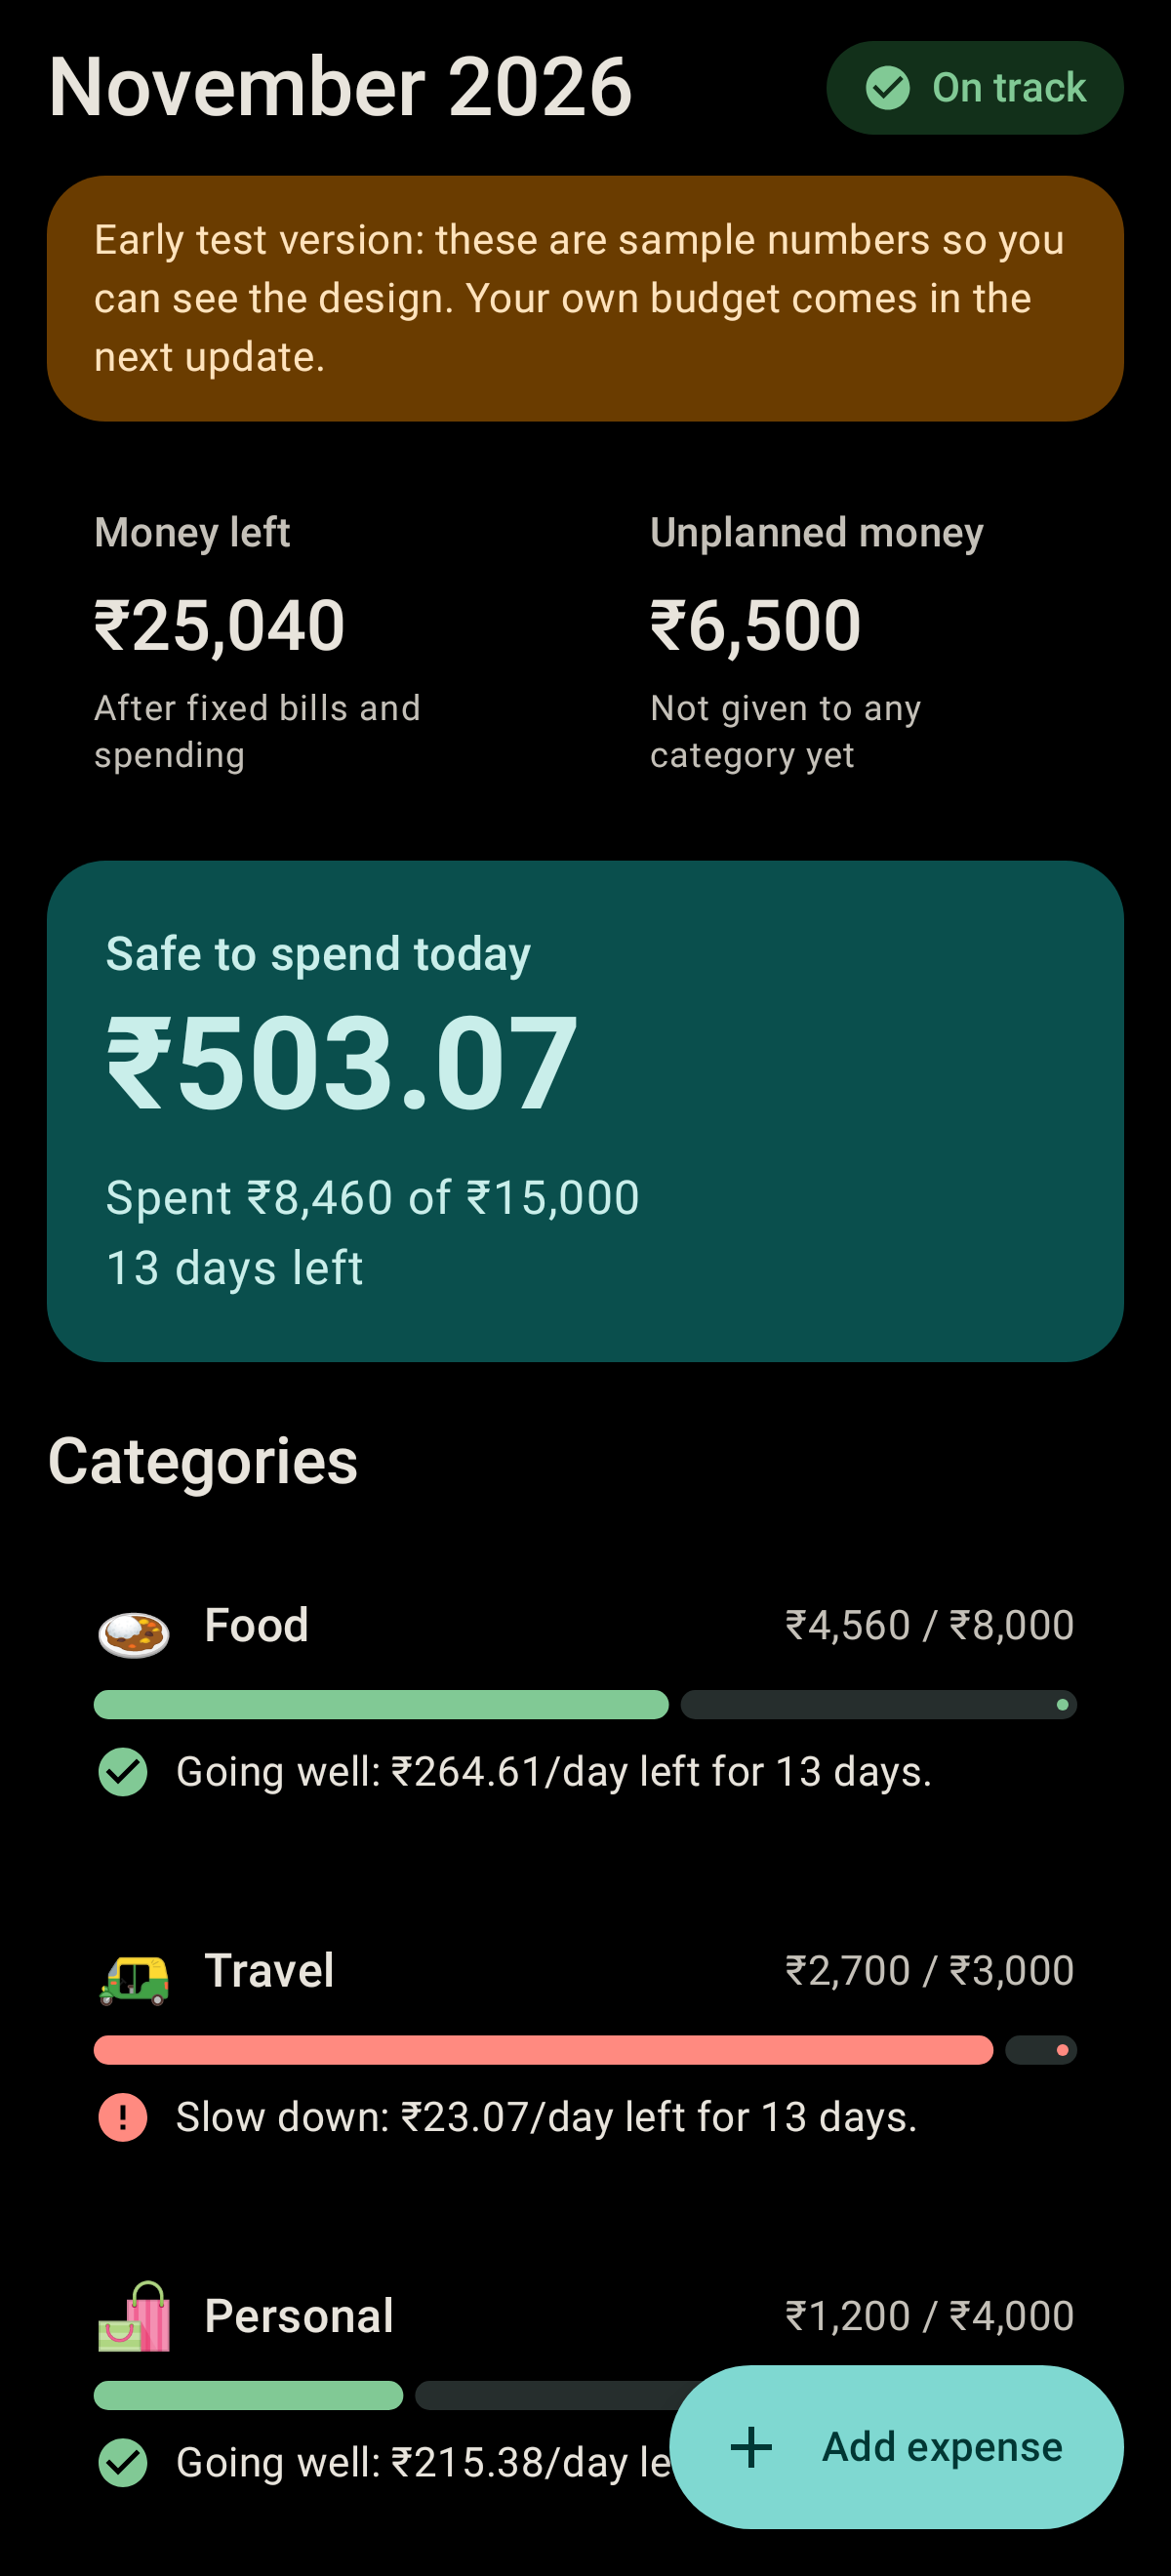 November 2026
On track
Early test version: these are sample numbers so you
can see the design. Your own budget comes in the
next update.
Money left
₹25,040
After fixed bills and
spending
Unplanned money
₹6,500
Not given to any
category yet
Safe to spend today
₹503.07
Spent ₹8,460 of ₹15,000
13 days left
Categories
Food
₹4,560 / ₹8,000
Going well: ₹264.61/day left for 13 days.
Travel
₹2,700 / ₹3,000
Slow down: ₹23.07/day left for 13 days.
Personal
₹1,200 / ₹4,000
Going well: ₹215.38/day
Add expense